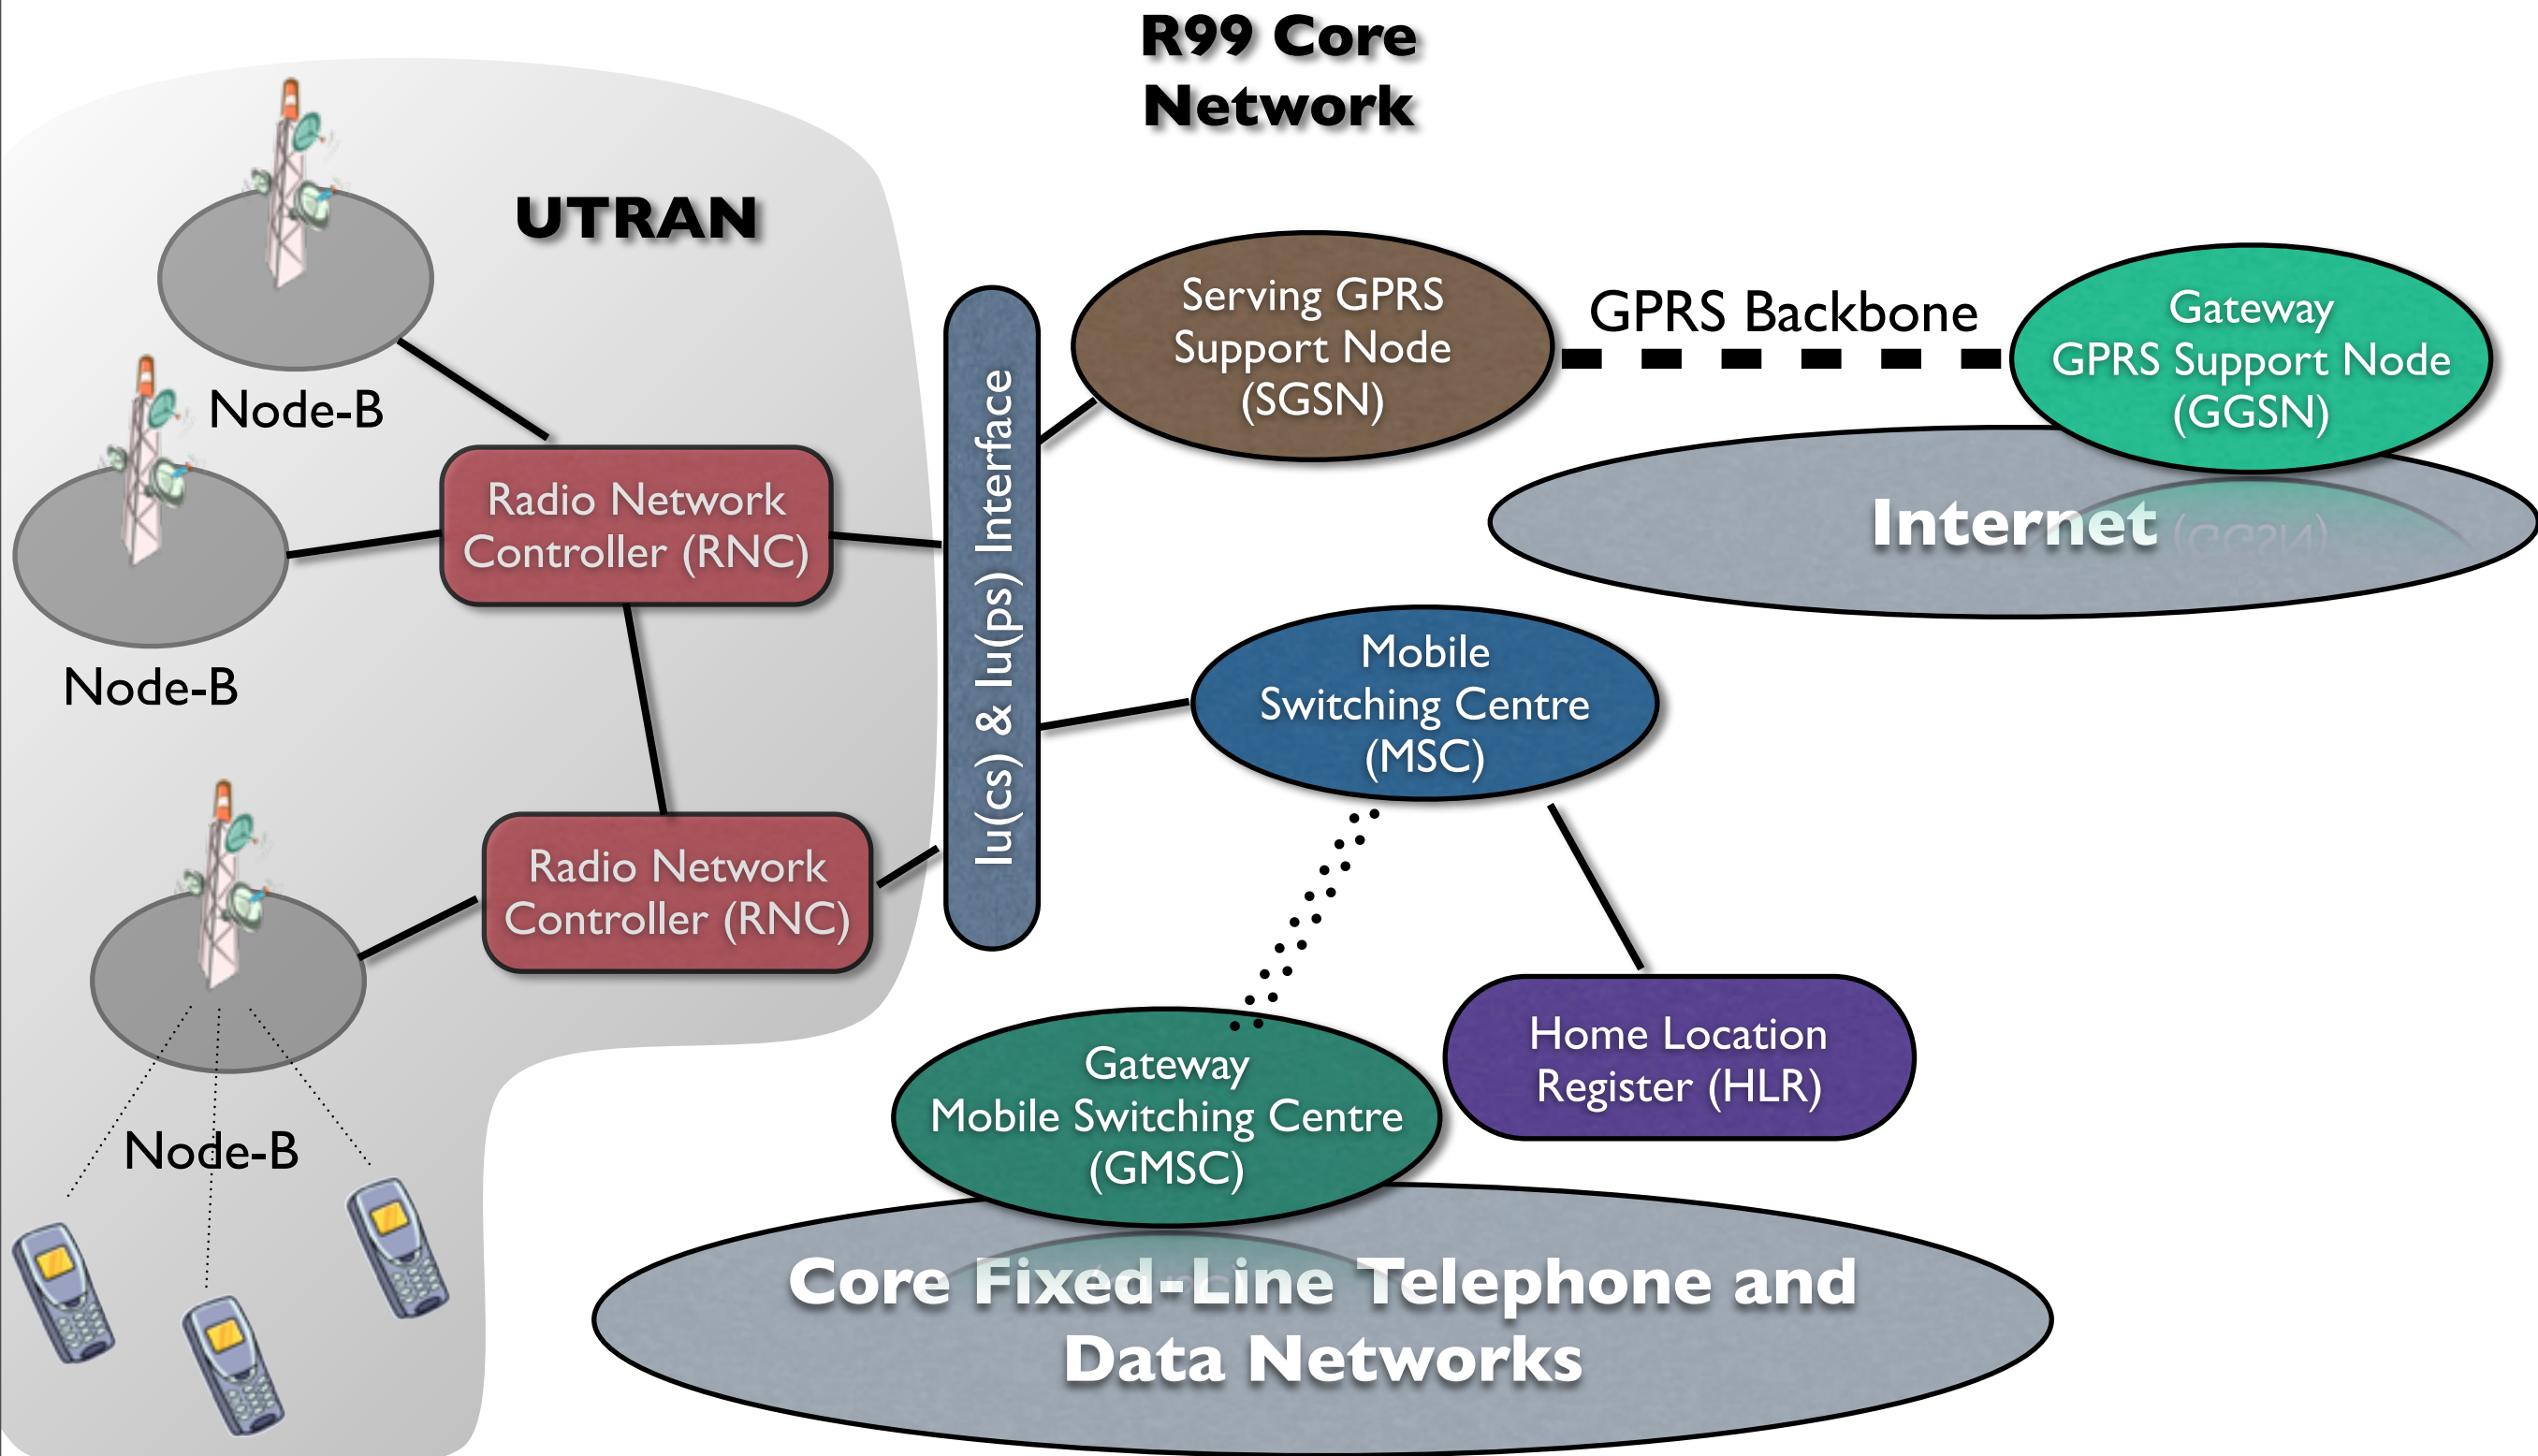 R99 Core
Network
UTRAN
Node-B
Node-B
Node-B
Radio Network
Controller (RNC)
Radio Network
Controller (RNC)
Iu(cs) & Iu(ps) Interface
Serving GPRS
Support Node
(SGSN)
GPRS Backbone
Gateway
GPRS Support Node
(GGSN)
Internet
(GGSN)
Mobile
Switching Centre
(MSC)
Gateway
Mobile Switching Centre
(GMSC)
Home Location
Register (HLR)
Core Fixed-Line Telephone and
Data Networks